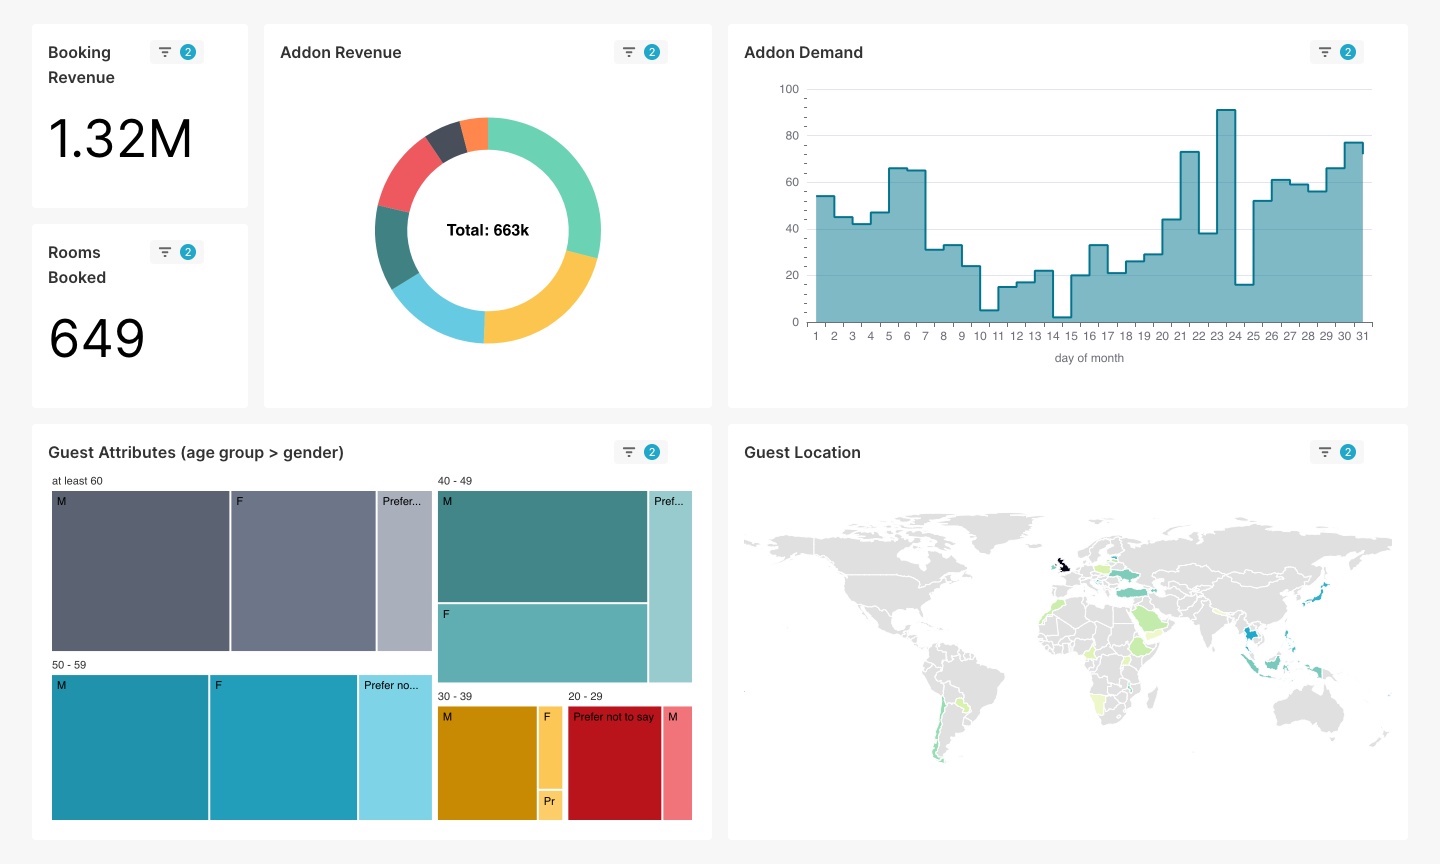 Booking
Revenue
2
1.32M
Addon Revenue
2
Total: 663k
Addon Demand
2
100
80
60
40
20
0
1 2 3 4 5 6 7 8 9 10 11 12 13 14 15 16 17 18 19 20 21 22 23 24 25 26 27 28 29 30 31
day of month
Rooms
Booked
2
649
Guest Attributes (age group > gender)
2
at least 60
M
F
Prefer...
40 - 49
M
Pref...
F
50 - 59
M
F
Prefer no...
30 - 39
M
F
Pr
20 - 29
Prefer not to say
M
Guest Location
2